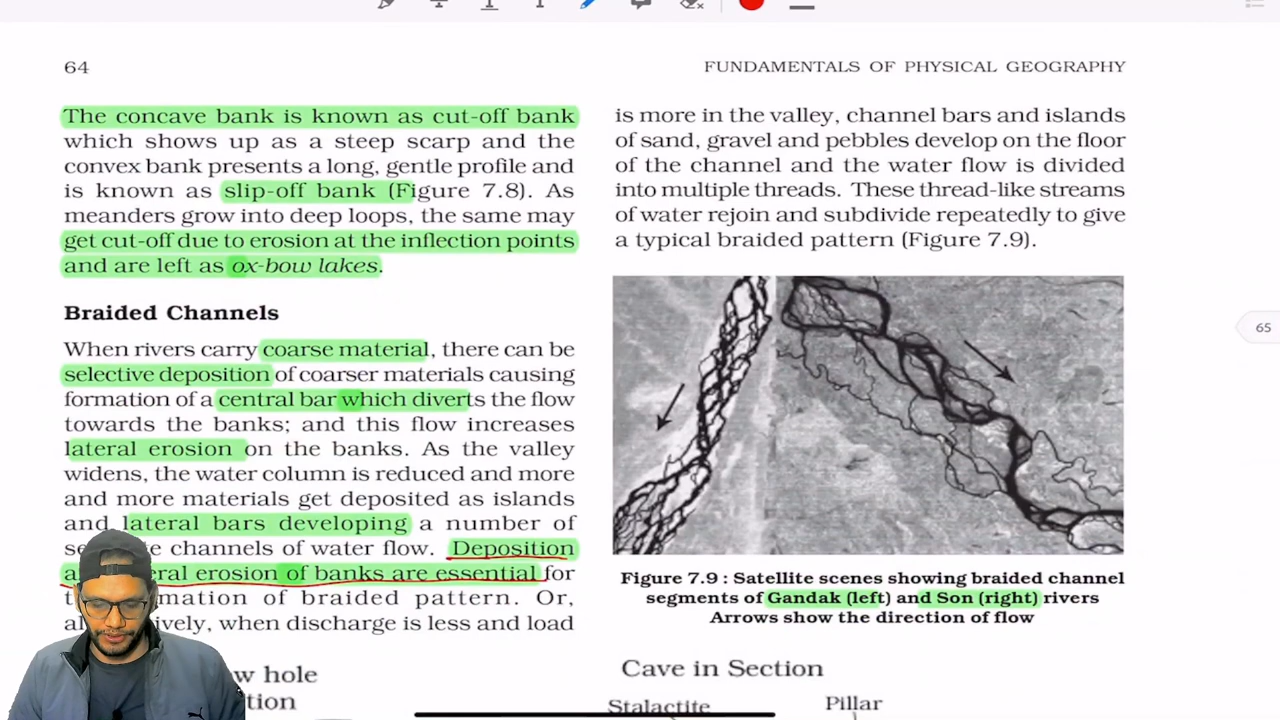 64
FUNDAMENTALS OF PHYSICAL GEOGRAPHY
The concave bank is known as cut-off bank
which shows up as a steep scarp and the
convex bank presents a long, gentle profile and
is known as slip-off bank (Figure 7.8). As
meanders grow into deep loops, the same may
get cut-off due to erosion at the inflection points
and are left as ox-bow lakes.
Braided Channels
When rivers carry coarse material, there can be
selective deposition of coarser materials causing
formation of a central bar which diverts the flow
towards the banks; and this flow increases
lateral erosion on the banks. As the valley
widens, the water column is reduced and more
and more materials get deposited as islands
and lateral bars developing a number of
te channels of water flow. Deposition
eral erosion of banks are essential for
mation of braided pattern. Or,
ively, when discharge is less and load
w hole
tion
is more in the valley, channel bars and islands
of sand, gravel and pebbles develop on the floor
of the channel and the water flow is divided
into multiple threads. These thread-like streams
of water rejoin and subdivide repeatedly to give
a typical braided pattern (Figure 7.9).
Figure 7.9 : Satellite scenes showing braided channel
segments of Gandak (left) and Son (right) rivers
Arrows show the direction of flow
Cave in Section
Stalactite
Pillar
65